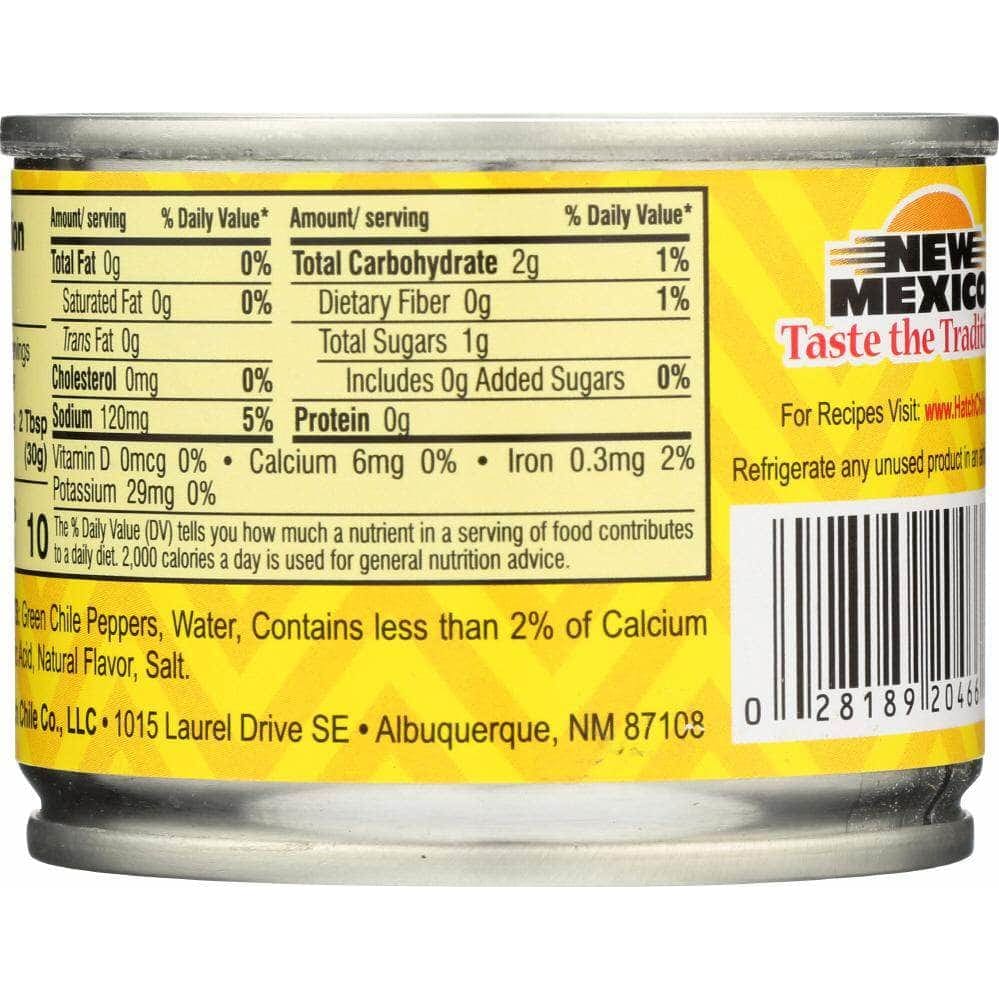 Amount/ serving % Daily Value*
Total Fat 0g 0%
Saturated Fat 0g 0%
Trans Fat 0g
Cholesterol 0mg 0%
2 Tbsp Sodium 120mg 5%
(30g)
10
Amount/ serving % Daily Value*
Total Carbohydrate 2g 1%
Dietary Fiber 0g 1%
Total Sugars 1g
Includes 0g Added Sugars 0%
Protein 0g
Vitamin D 0mcg 0% • Calcium 6mg 0% • Iron 0.3mg 2%
Potassium 29mg 0%
The % Daily Value (DV) tells you how much a nutrient in a serving of food contributes
to a daily diet. 2,000 calories a day is used for general nutrition advice.
Green Chile Peppers, Water, Contains less than 2% of Calcium
Acid, Natural Flavor, Salt.
Chile Co., LLC • 1015 Laurel Drive SE • Albuquerque, NM 87108
NEW
MEXICO
Taste the Traditi
For Recipes Visit: www.HatchChile
Refrigerate any unused product in an
0 28189 20466